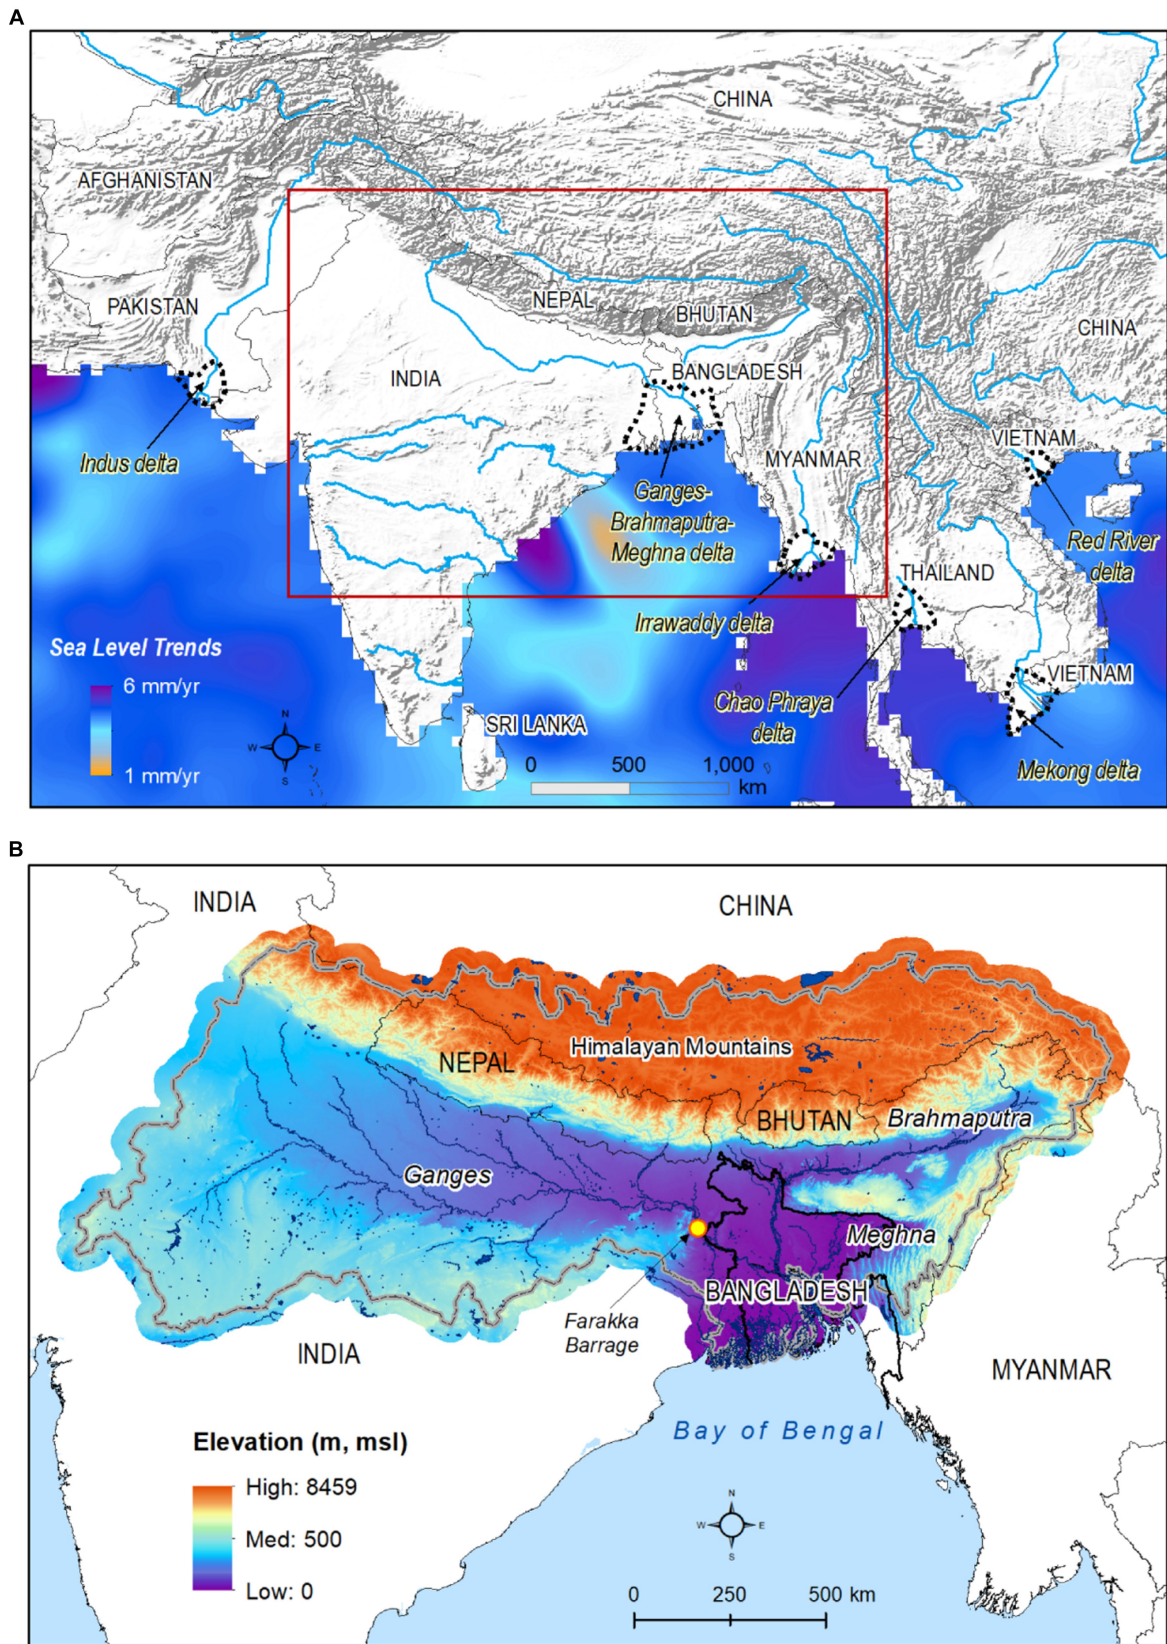 A
CHINA
AFGHANISTAN
PAKISTAN
NEPAL
BHUTAN
CHINA
INDIA
BANGLADESH
VIETNAM
MYANMAR
Indus delta
Ganges-
Brahmaputra-
Meghna delta
Red River
delta
THAILAND
Irrawaddy delta
Sea Level Trends
6 mm/yr
1 mm/yr
N
W
E
S
VIETNAM
Chao Phraya
delta
SRI LANKA
Mekong delta
0
500
1,000
km
B
INDIA
CHINA
Himalayan Mountains
NEPAL
BHUTAN
Brahmaputra
Ganges
Meghna
BANGLADESH
Farakka
Barrage
INDIA
MYANMAR
Bay of Bengal
Elevation (m, msl)
High: 8459
Med: 500
Low: 0
N
W
E
S
0
250
500 km